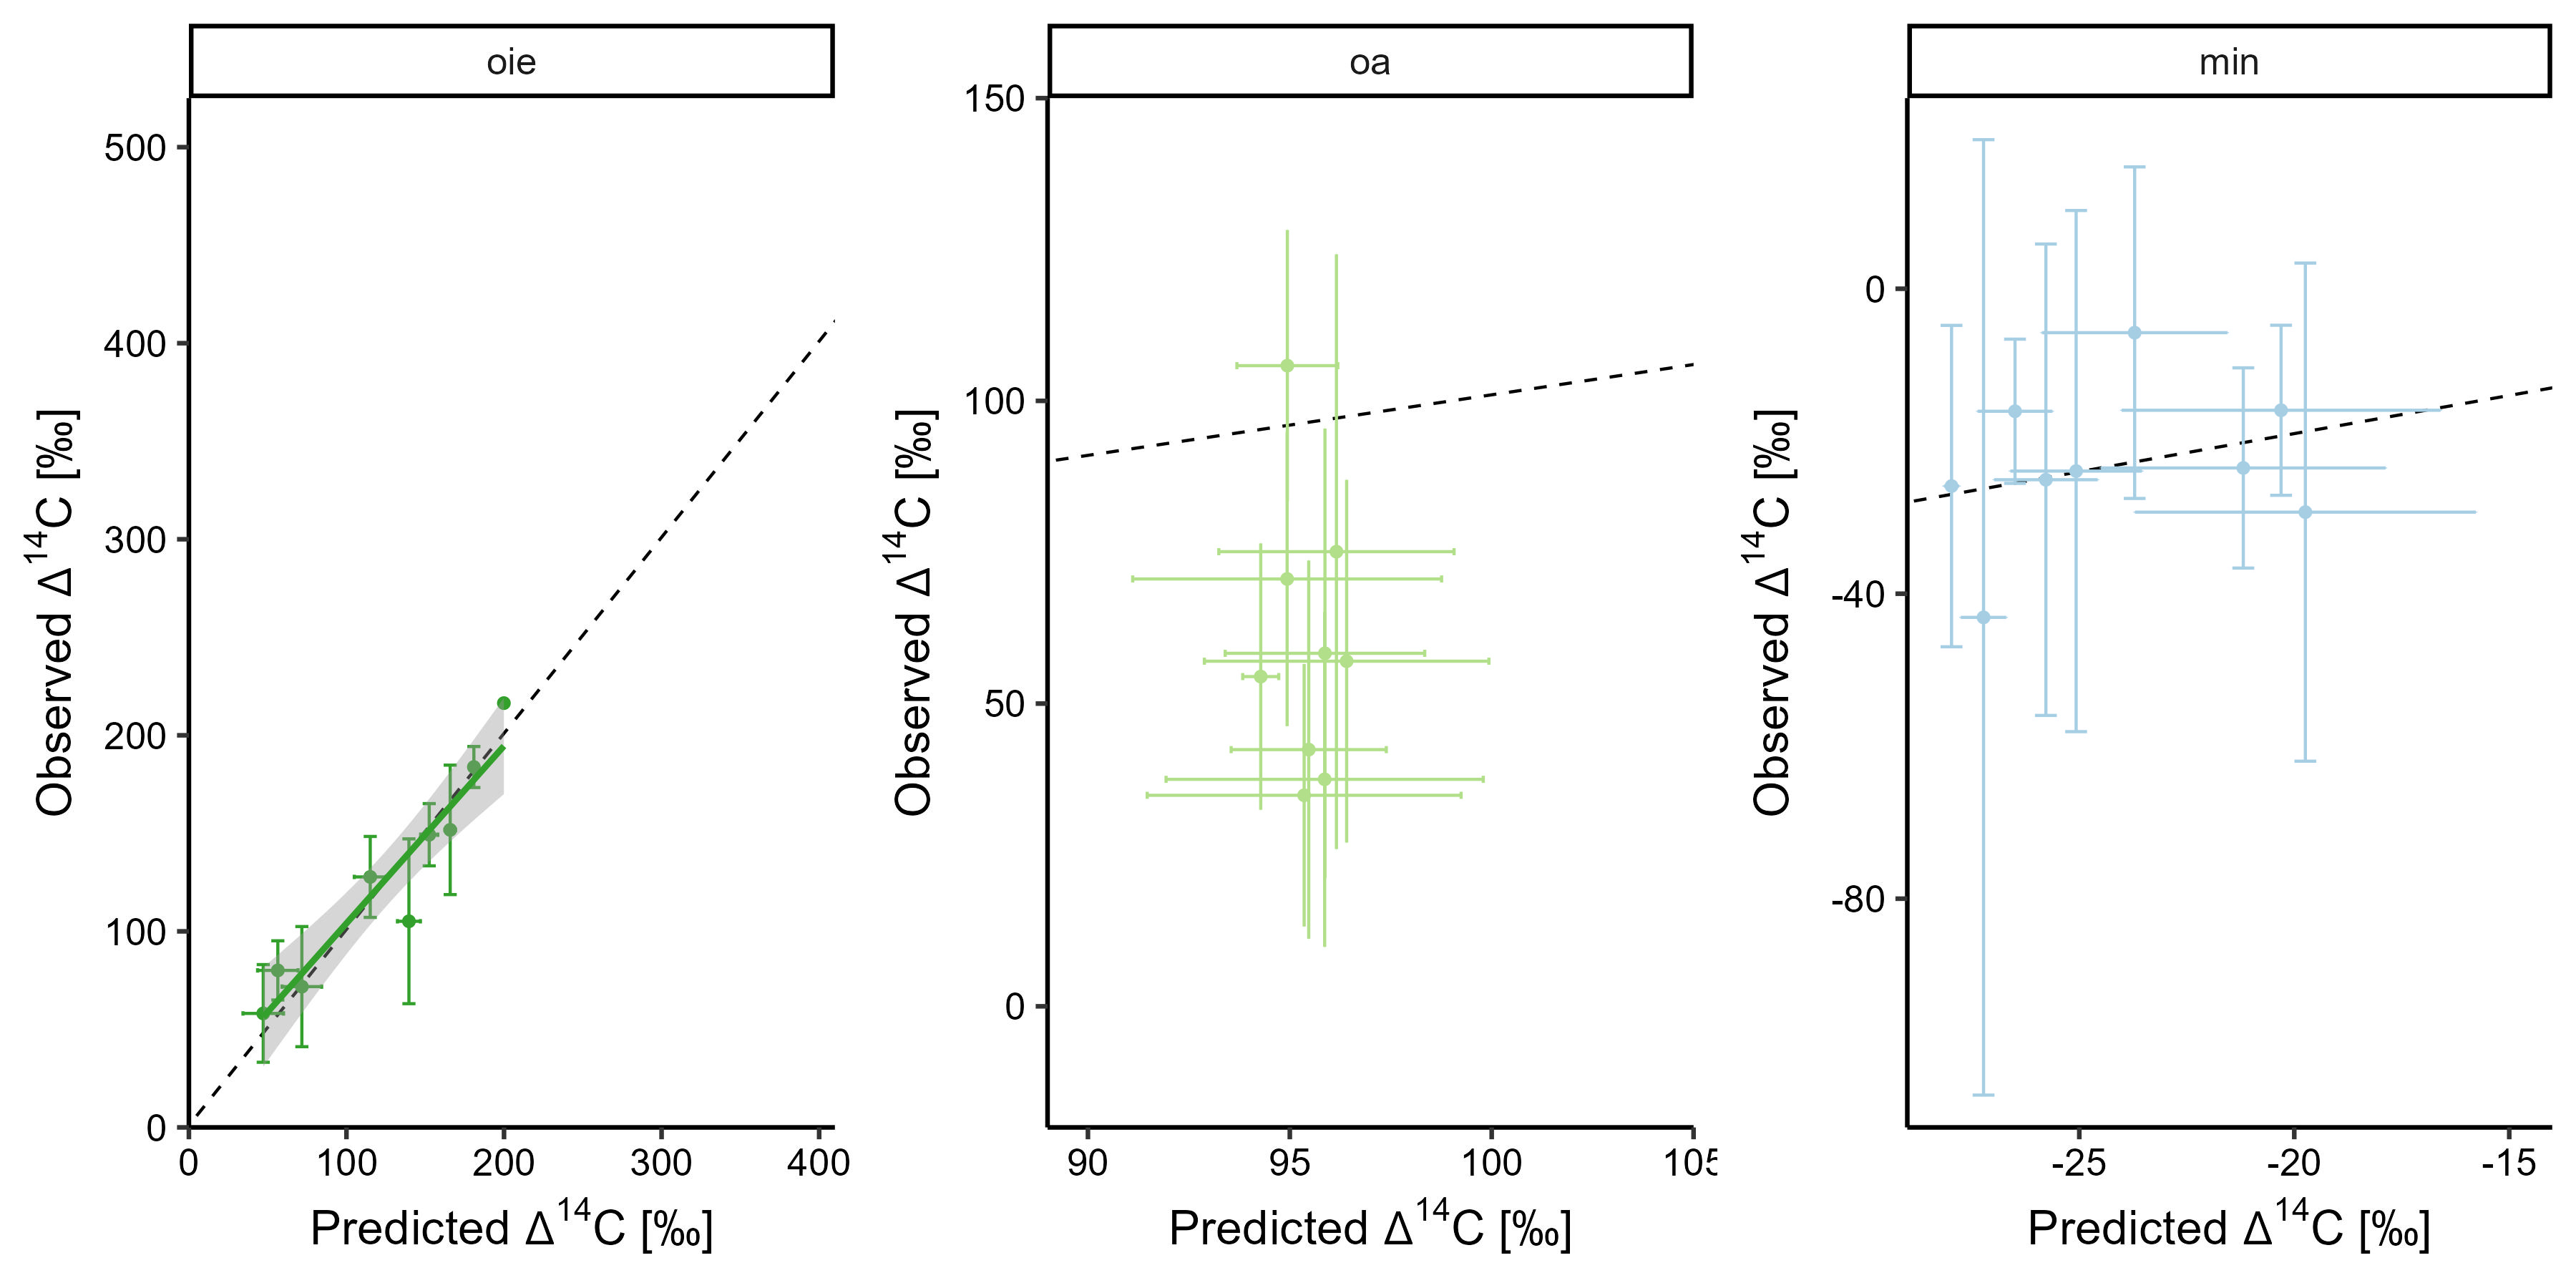 oie
oa
min
500
400
300
200
100
0
0 100 200 300 400
Observed Δ¹⁴C [‰]
Predicted Δ¹⁴C [‰]
150
100
50
0
90 95 100 105
Observed Δ¹⁴C [‰]
Predicted Δ¹⁴C [‰]
0
-40
-80
-25 -20 -15
Observed Δ¹⁴C [‰]
Predicted Δ¹⁴C [‰]